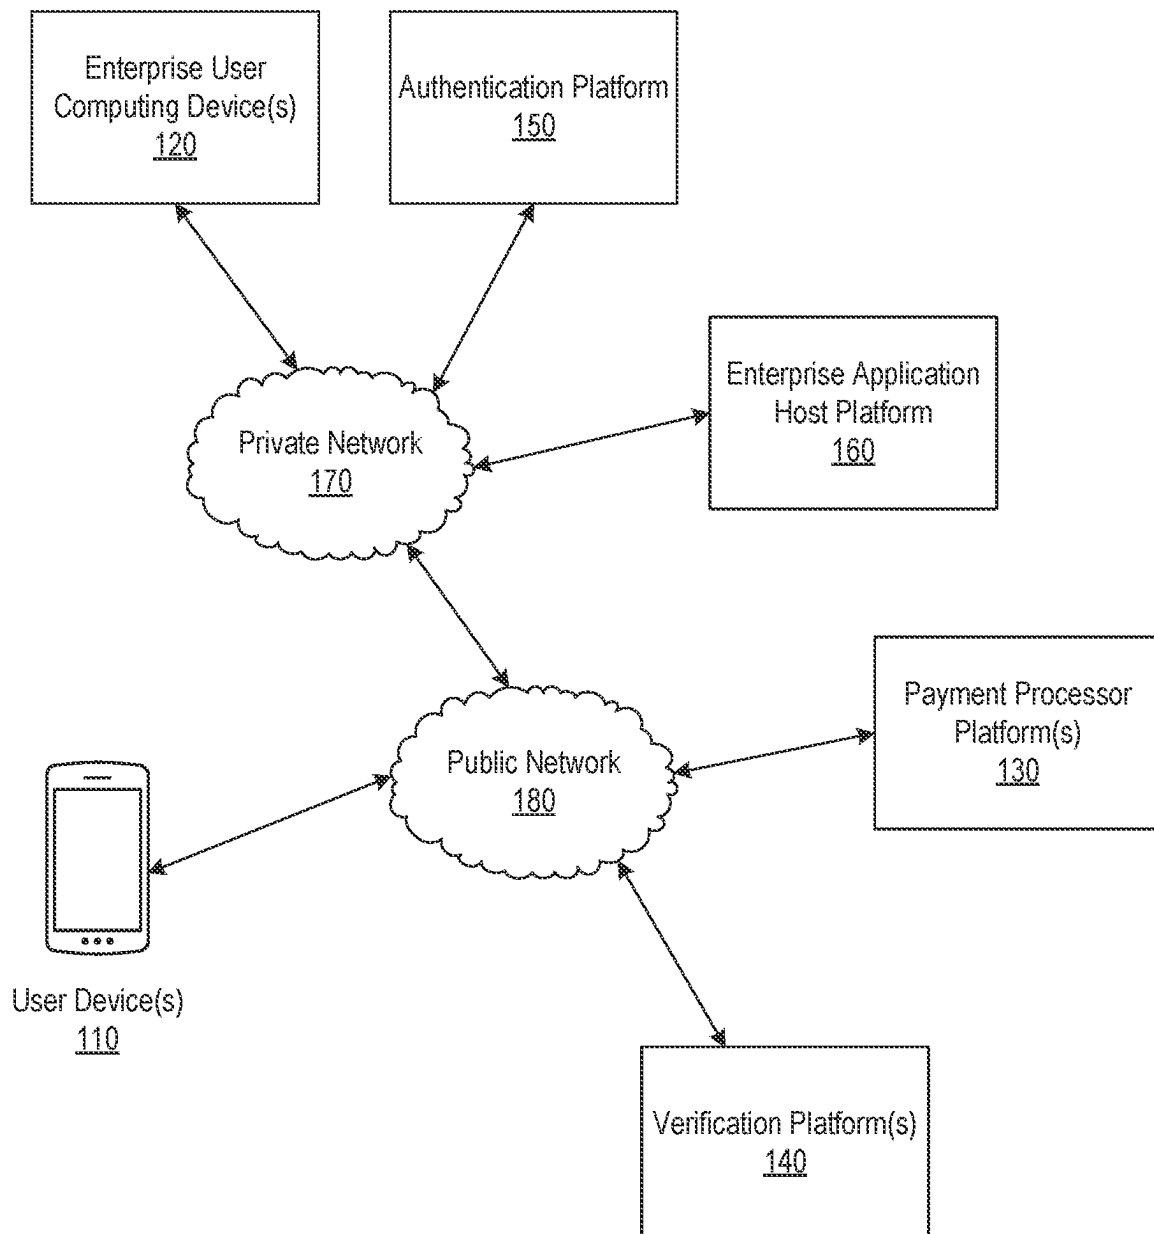 Enterprise User
Computing Device(s)
120
Authentication Platform
150
Enterprise Application
Host Platform
160
Private Network
170
Payment Processor
Platform(s)
130
Public Network
180
User Device(s)
110
Verification Platform(s)
140